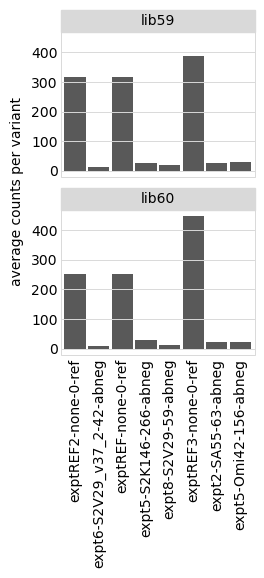 lib59
400
300
200
100
0
lib60
400
300
200
100
0
average counts per variant
exptREF2-none-0-ref
expt6-S2V29_v37_2-42-abneg
exptREF-none-0-ref
expt5-S2K146-266-abneg
expt8-S2V29-59-abneg
exptREF3-none-0-ref
expt2-SA55-63-abneg
expt5-Omi42-156-abneg